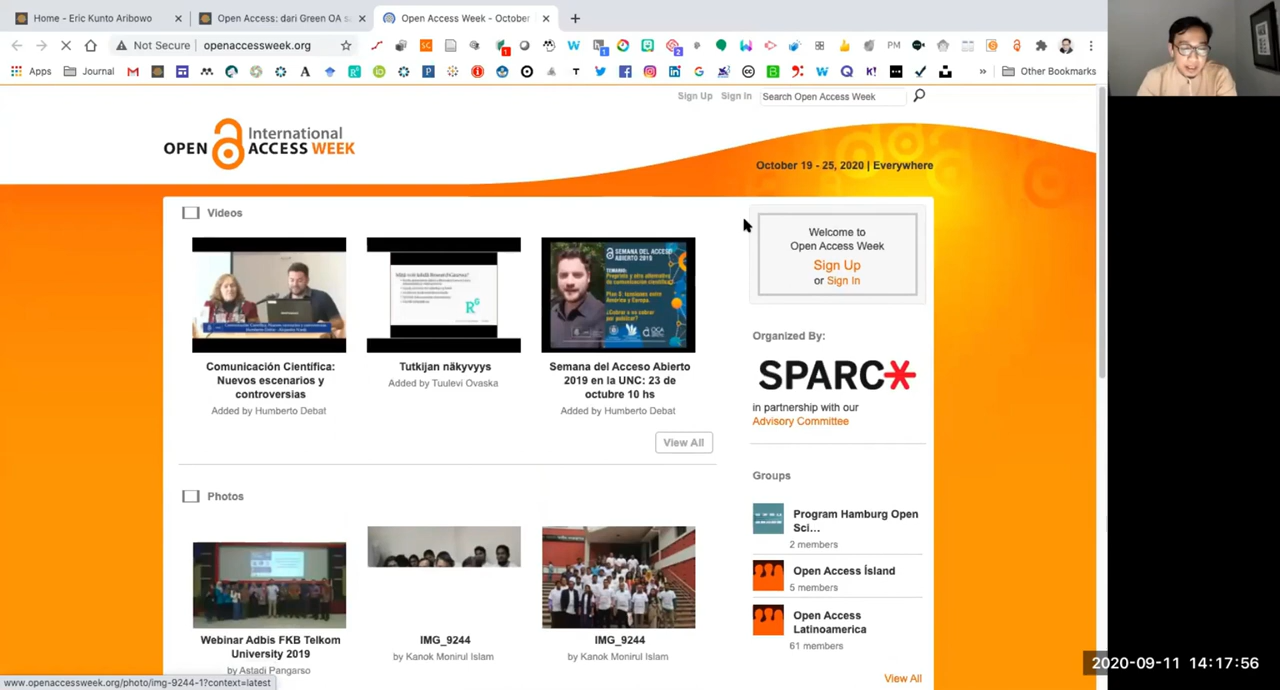 Home - Eric Kunto Aribowo
Open Access: dari Green OA s
Open Access Week - October
Not Secure
openaccessweek.org
PM
Apps
Journal
Other Bookmarks
Sign Up
Sign In
Search Open Access Week
OPEN
International
ACCESS WEEK
October 19 - 25, 2020 | Everywhere
Videos
SEMANA DEL ACCESO
ABIERTO 2019
Comunicación Científica:
Nuevos escenarios y
controversias
Added by Humberto Debat
Tutkijan näkyvyys
Added by Tuulevi Ovaska
Semana del Acceso Abierto
2019 en la UNC: 23 de
octubre 10 hs
Added by Humberto Debat
View All
Photos
Webinar Adbis FKB Telkom
University 2019
by Astadi Pangarso
IMG_9244
by Kanok Monirul Islam
IMG_9244
by Kanok Monirul Islam
Welcome to
Open Access Week
Sign Up
or Sign In
Organized By:
SPARC
in partnership with our
Advisory Committee
Groups
Program Hamburg Open
Sci...
2 members
Open Access Ísland
5 members
Open Access
Latinoamerica
61 members
View All
www.openaccessweek.org/photo/img-9244-1?context=latest
2020-09-11 14:17:56